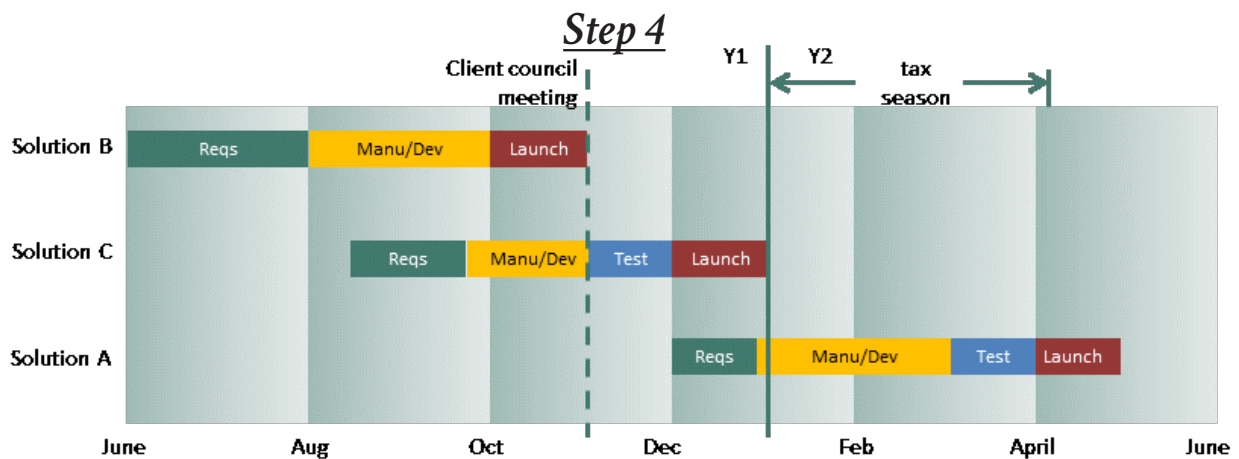 Step 4
Client council
meeting
Y1
Y2
tax
season
Solution B
Reqs
Manu/Dev
Launch
Solution C
Reqs
Manu/Dev
Test
Launch
Solution A
Reqs
Manu/Dev
Test
Launch
June
Aug
Oct
Dec
Feb
April
June